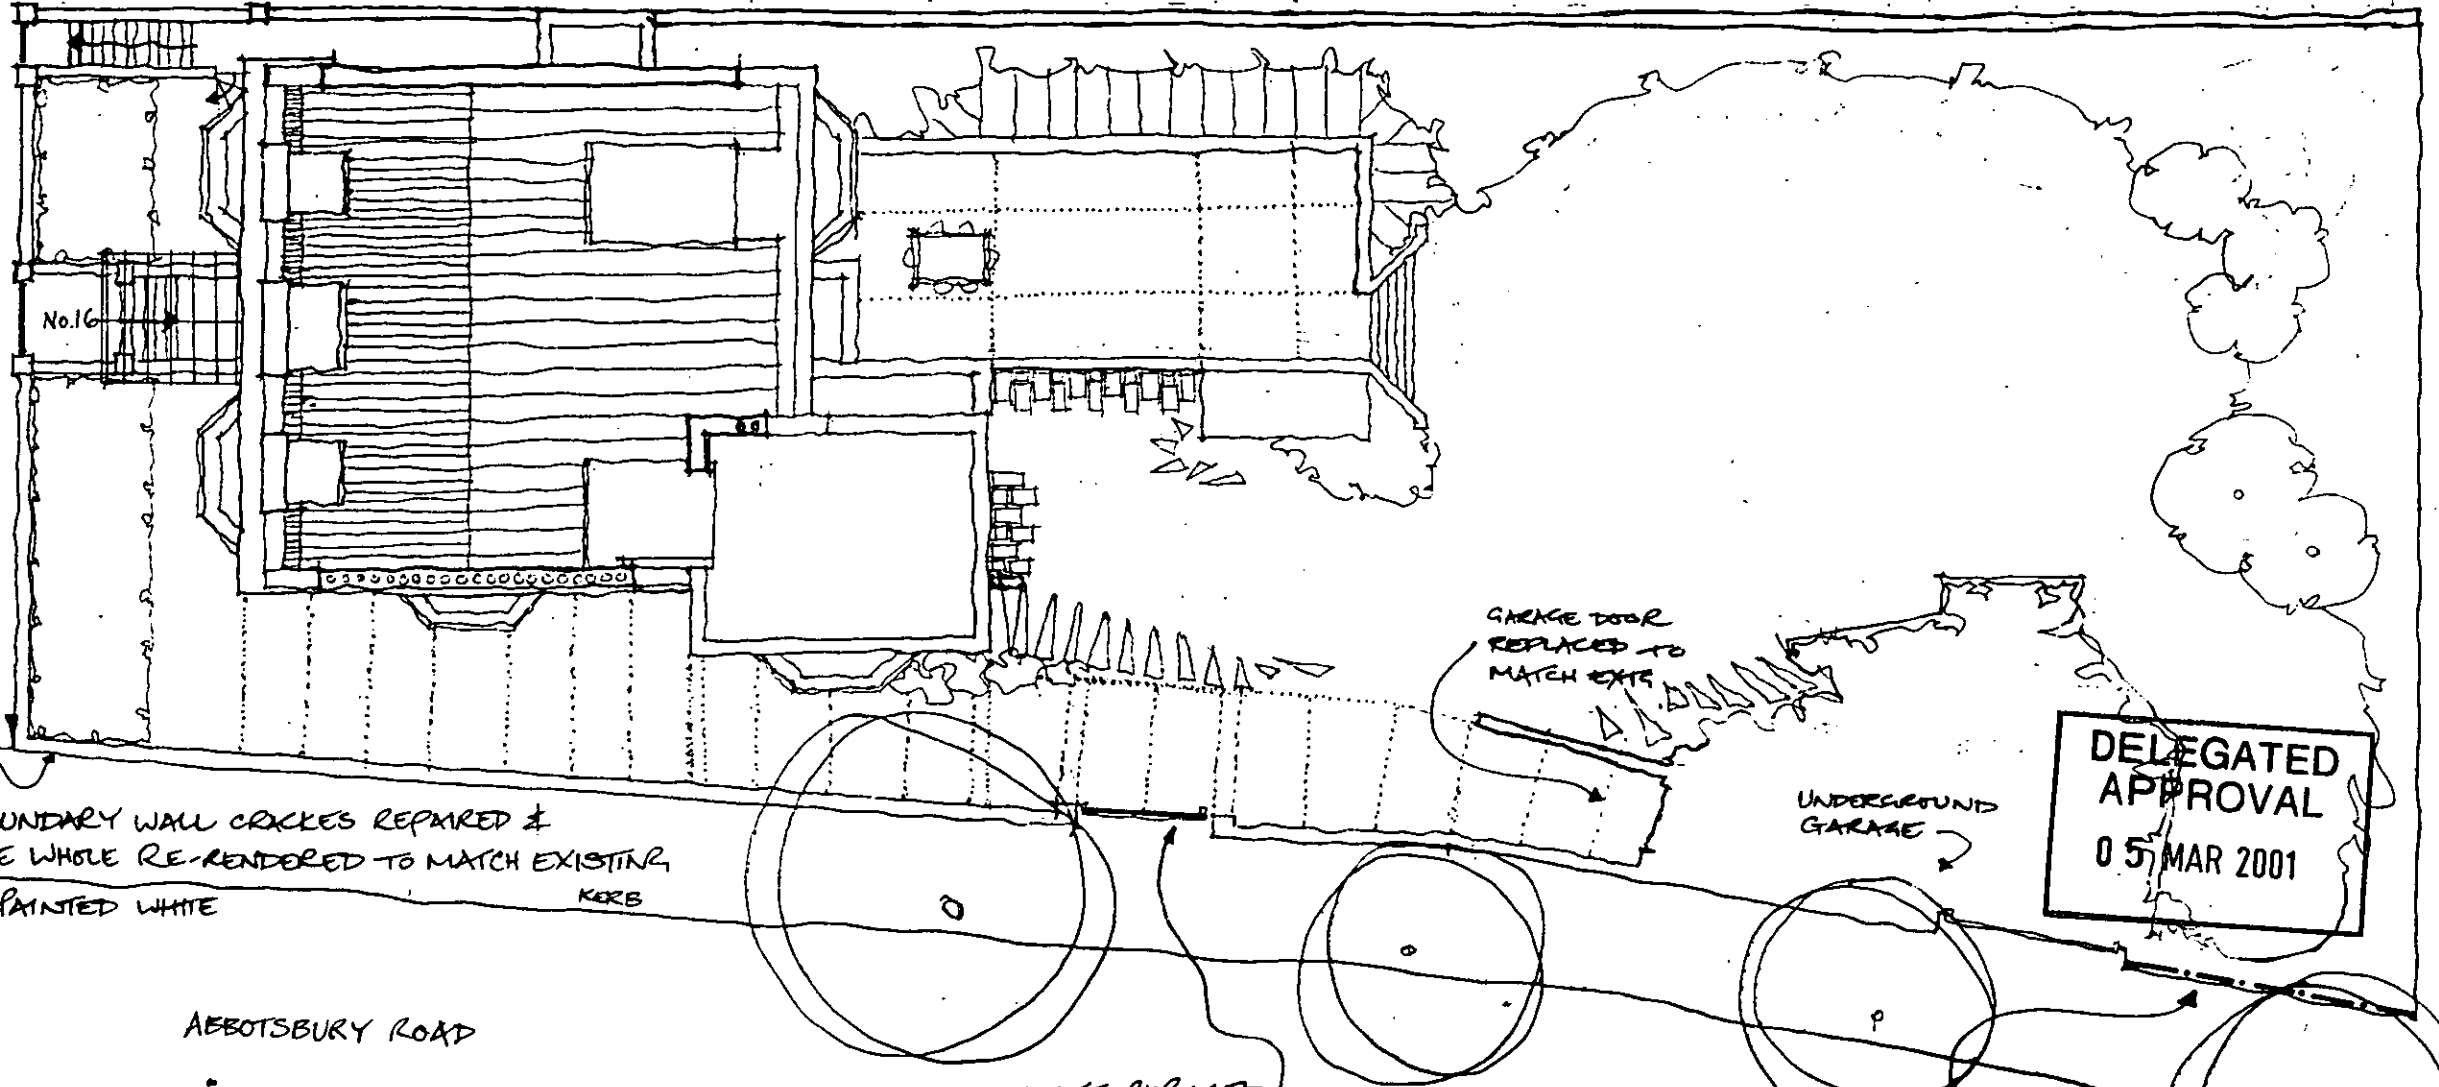 No.16
GARAGE DOOR
REPLACED TO
MATCH EXTG
UNDERGROUND
GARAGE
DELEGATED
APPROVAL
05 MAR 2001
UNDARY WALL CRACKES REPAIRED &
E WHOLE RE-RENDERED TO MATCH EXISTING
PAINTED WHITE
KERB
ABBOTSBURY ROAD